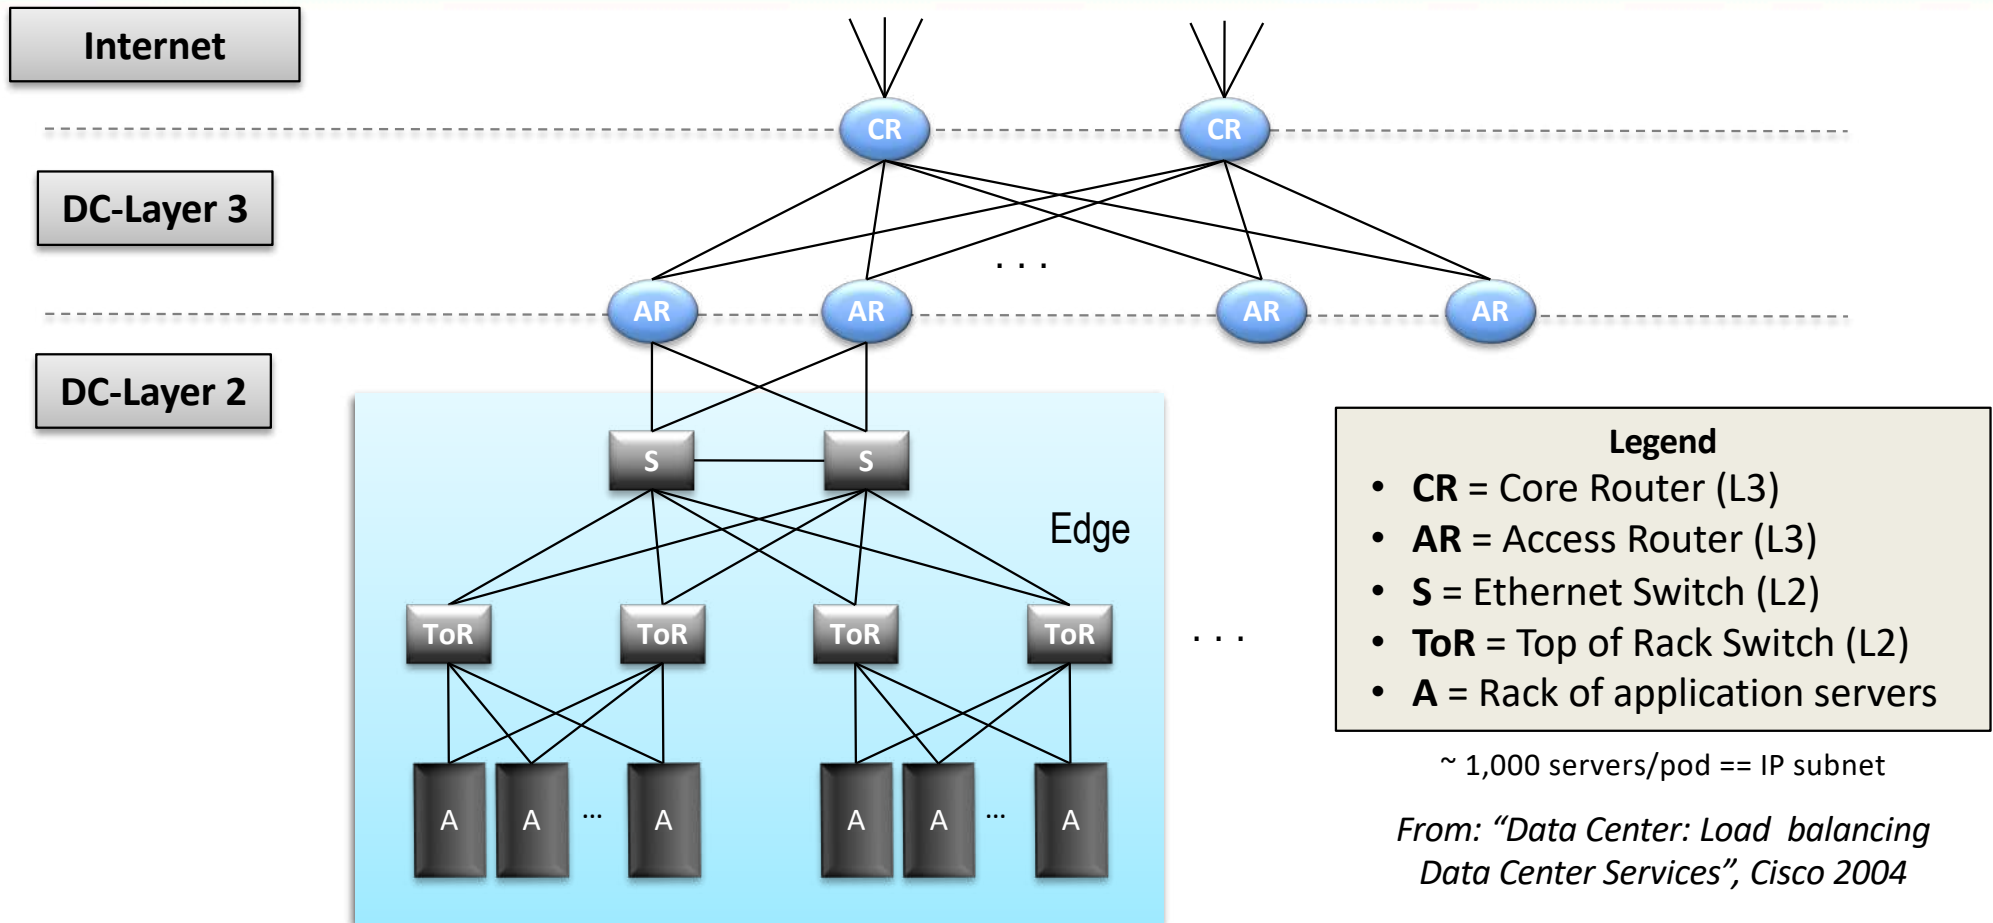 Internet
CR CR
DC-Layer 3
. . .
AR AR AR AR
DC-Layer 2
S S
Edge
ToR ToR ToR ToR
. . .
A A ... A A A ... A
Legend
• CR = Core Router (L3)
• AR = Access Router (L3)
• S = Ethernet Switch (L2)
• ToR = Top of Rack Switch (L2)
• A = Rack of application servers
~ 1,000 servers/pod == IP subnet
From: “Data Center: Load balancing
Data Center Services”, Cisco 2004